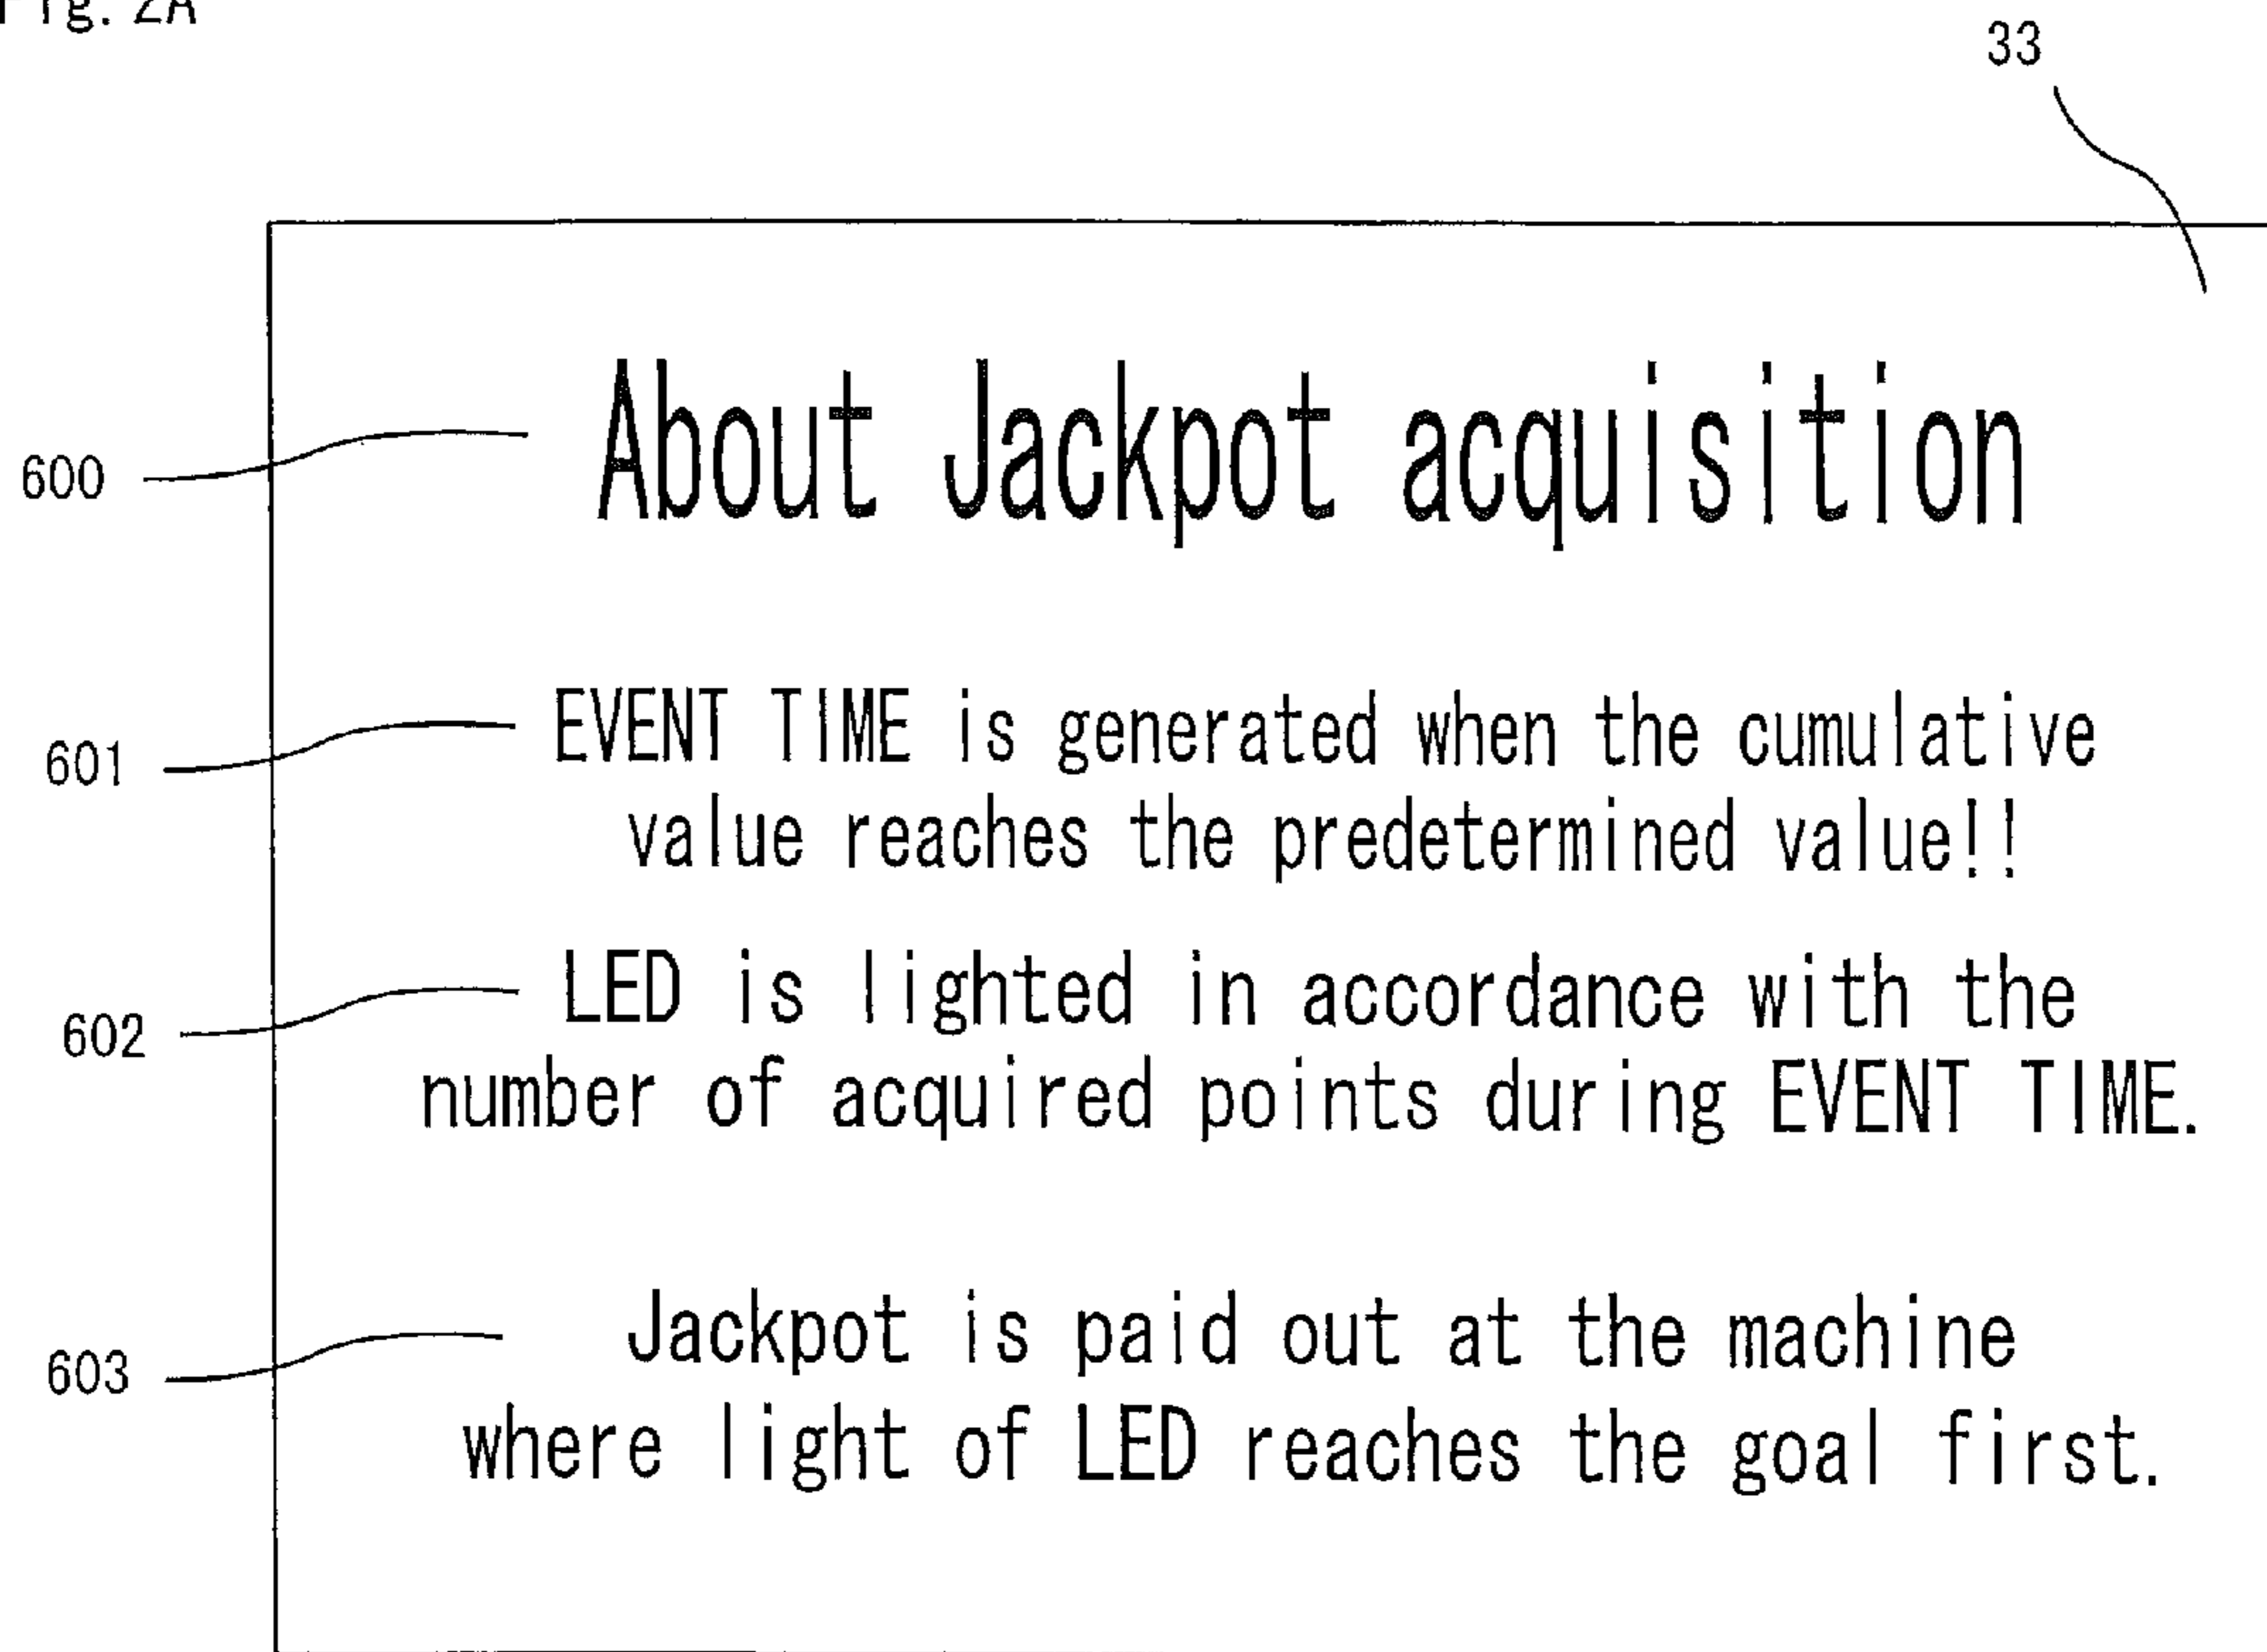 Fig. 2A
33
600
About Jackpot acquisition
601
EVENT TIME is generated when the cumulative
value reaches the predetermined value!!
602
LED is lighted in accordance with the
number of acquired points during EVENT TIME.
603
Jackpot is paid out at the machine
where light of LED reaches the goal first.